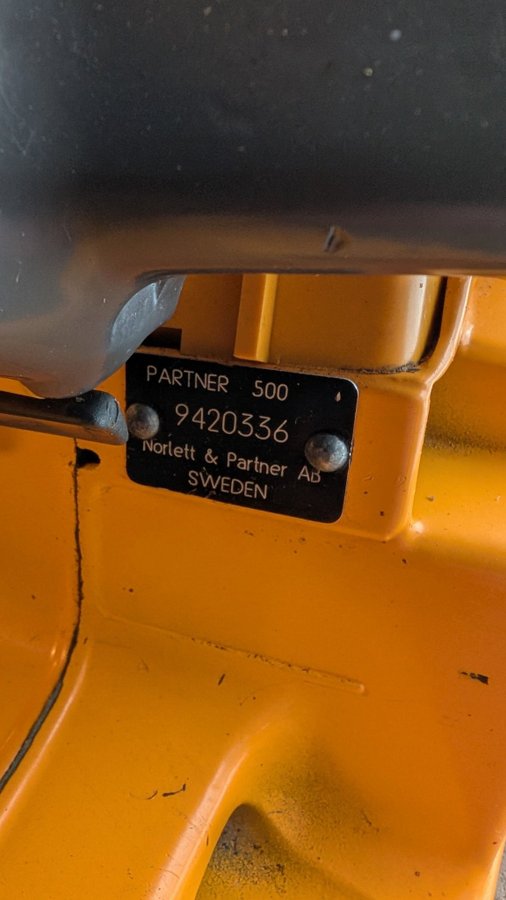 PARTNER 500
9420336
Norlett & Partner AB
SWEDEN